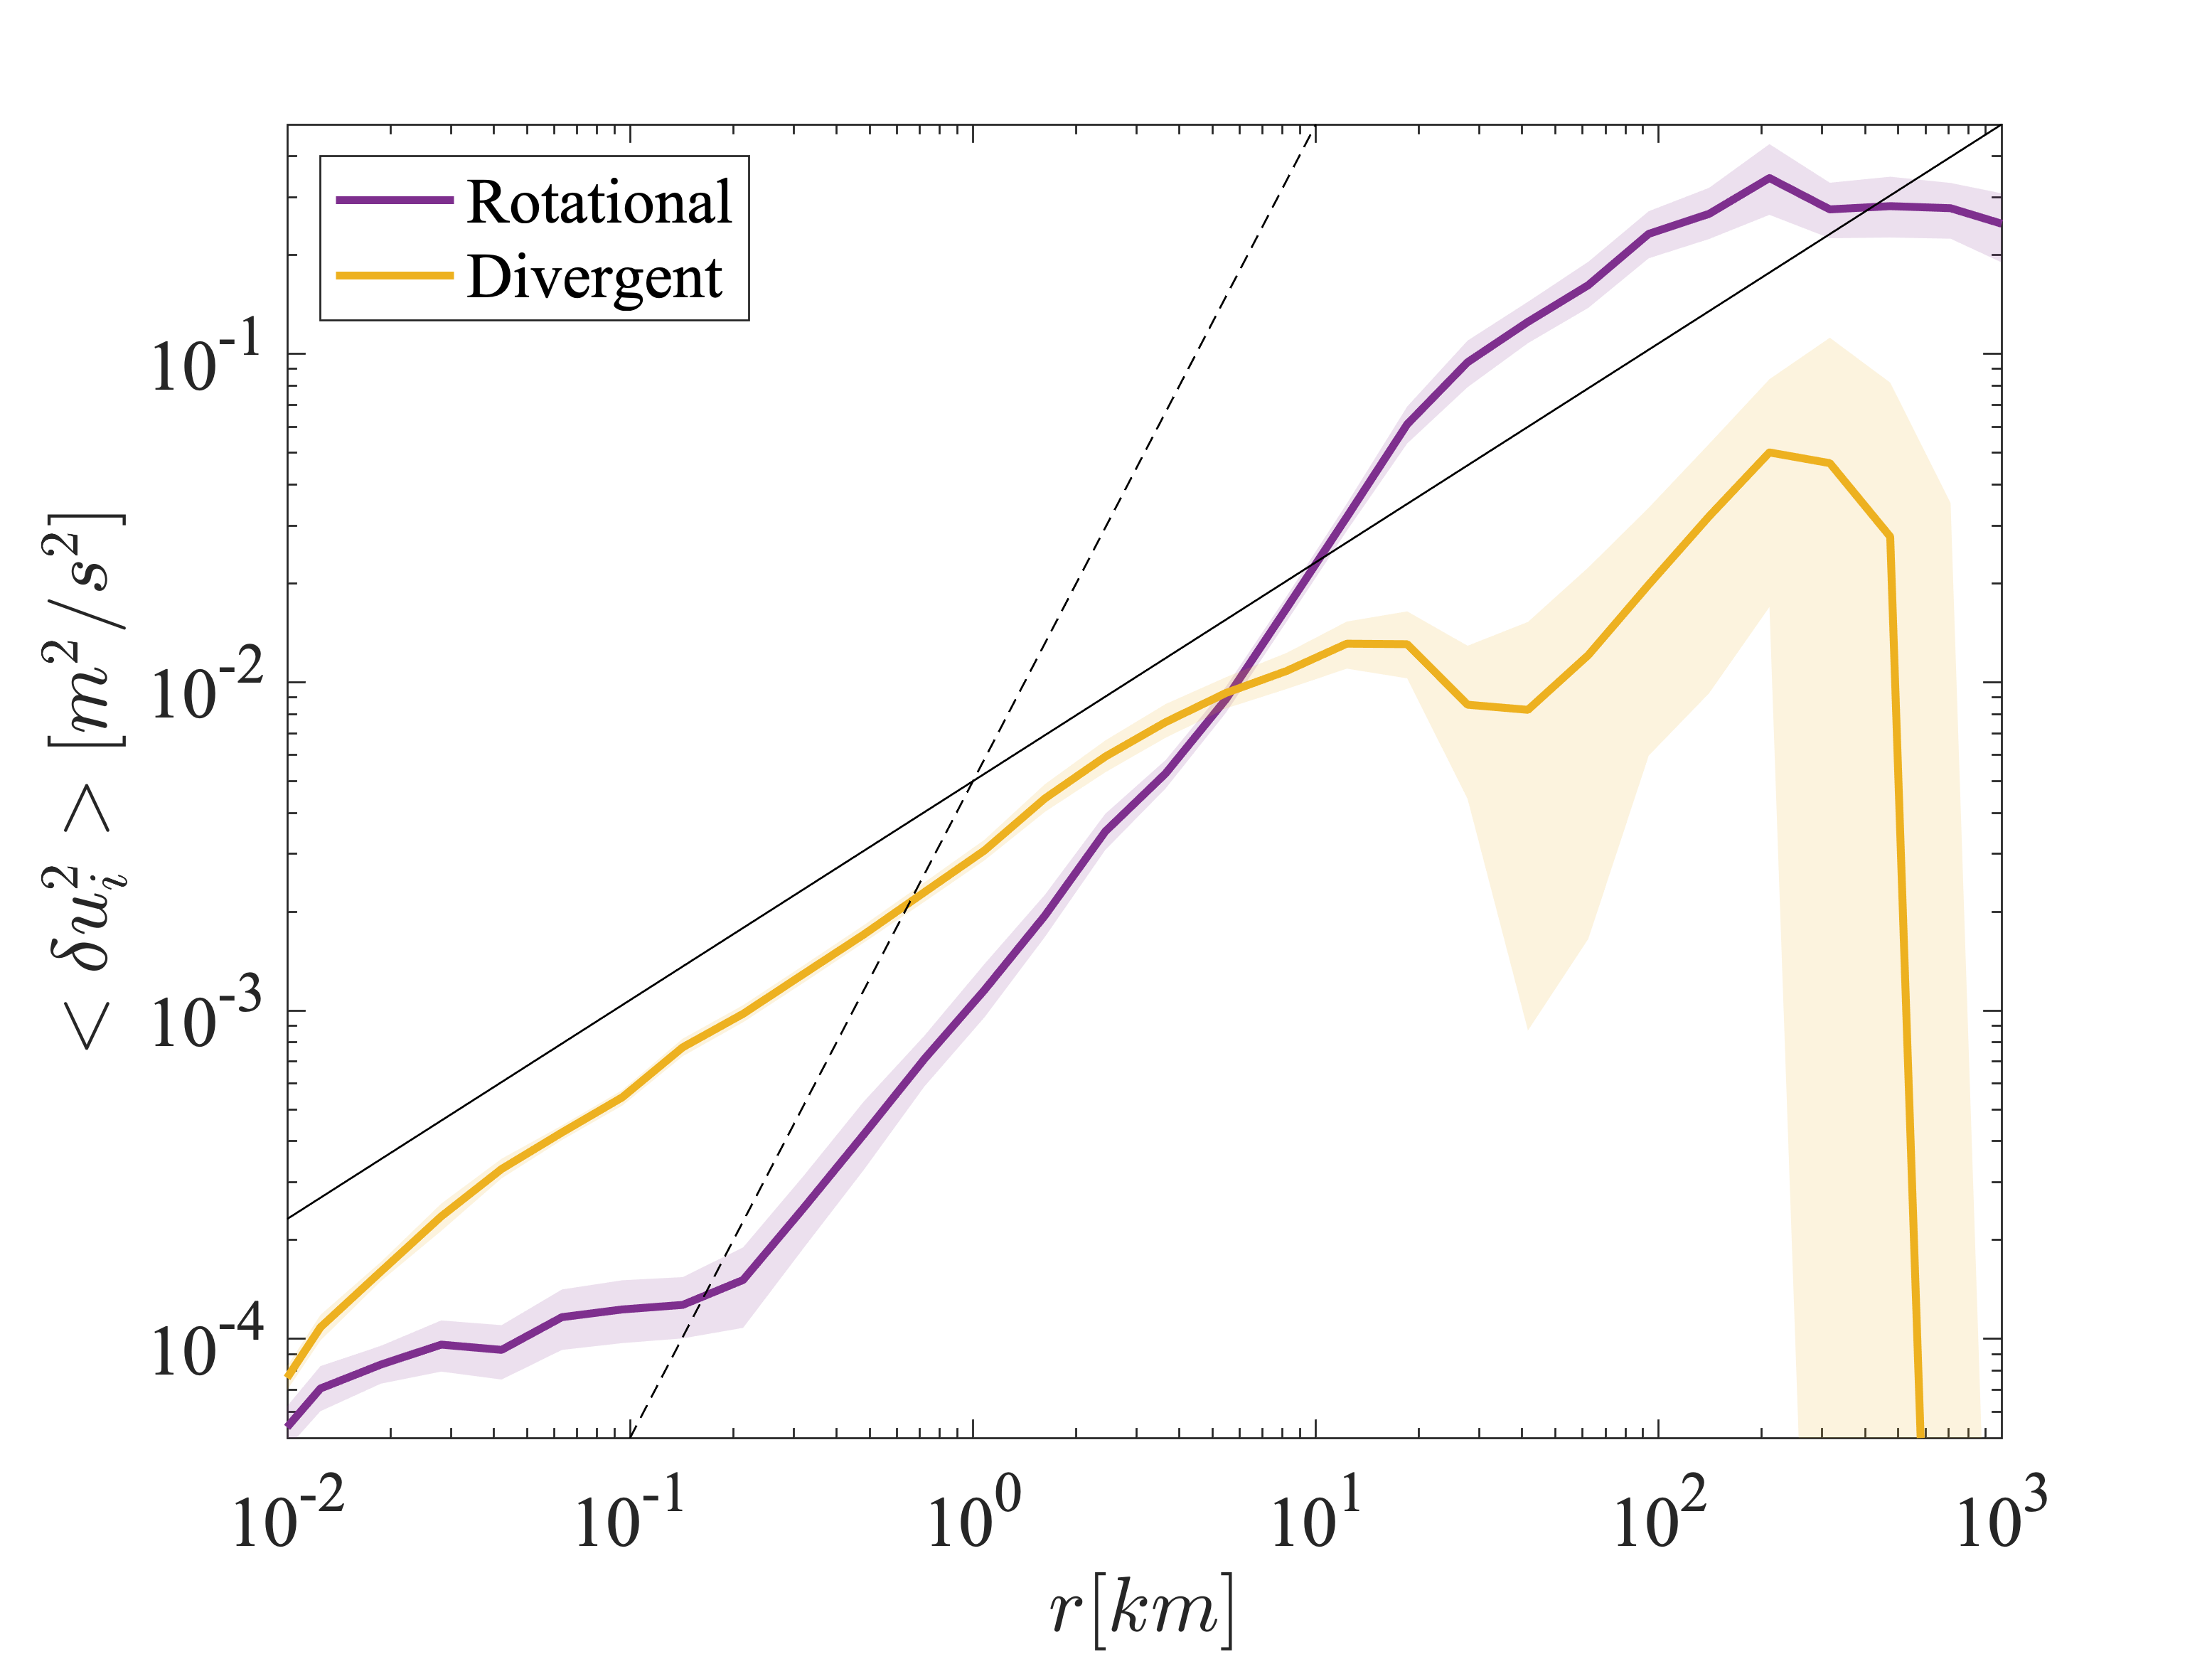 Rotational
Divergent
10^-1
10^-2
10^-3
10^-4
< δu_i^2 > [m^2/s^2]
10^-2 10^-1 10^0 10^1 10^2 10^3
r[km]